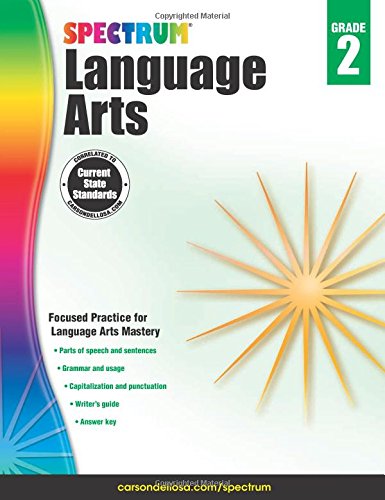 Copyrighted Material
SPECTRUM®
GRADE
2
Language
Arts
CORRELATED TO
Current
State
Standards
CARSONDELLOSA.COM
Focused Practice for
Language Arts Mastery
• Parts of speech and sentences
• Grammar and usage
• Capitalization and punctuation
• Writer's guide
• Answer key
carsondellosa.com/spectrum
Copyrighted Material